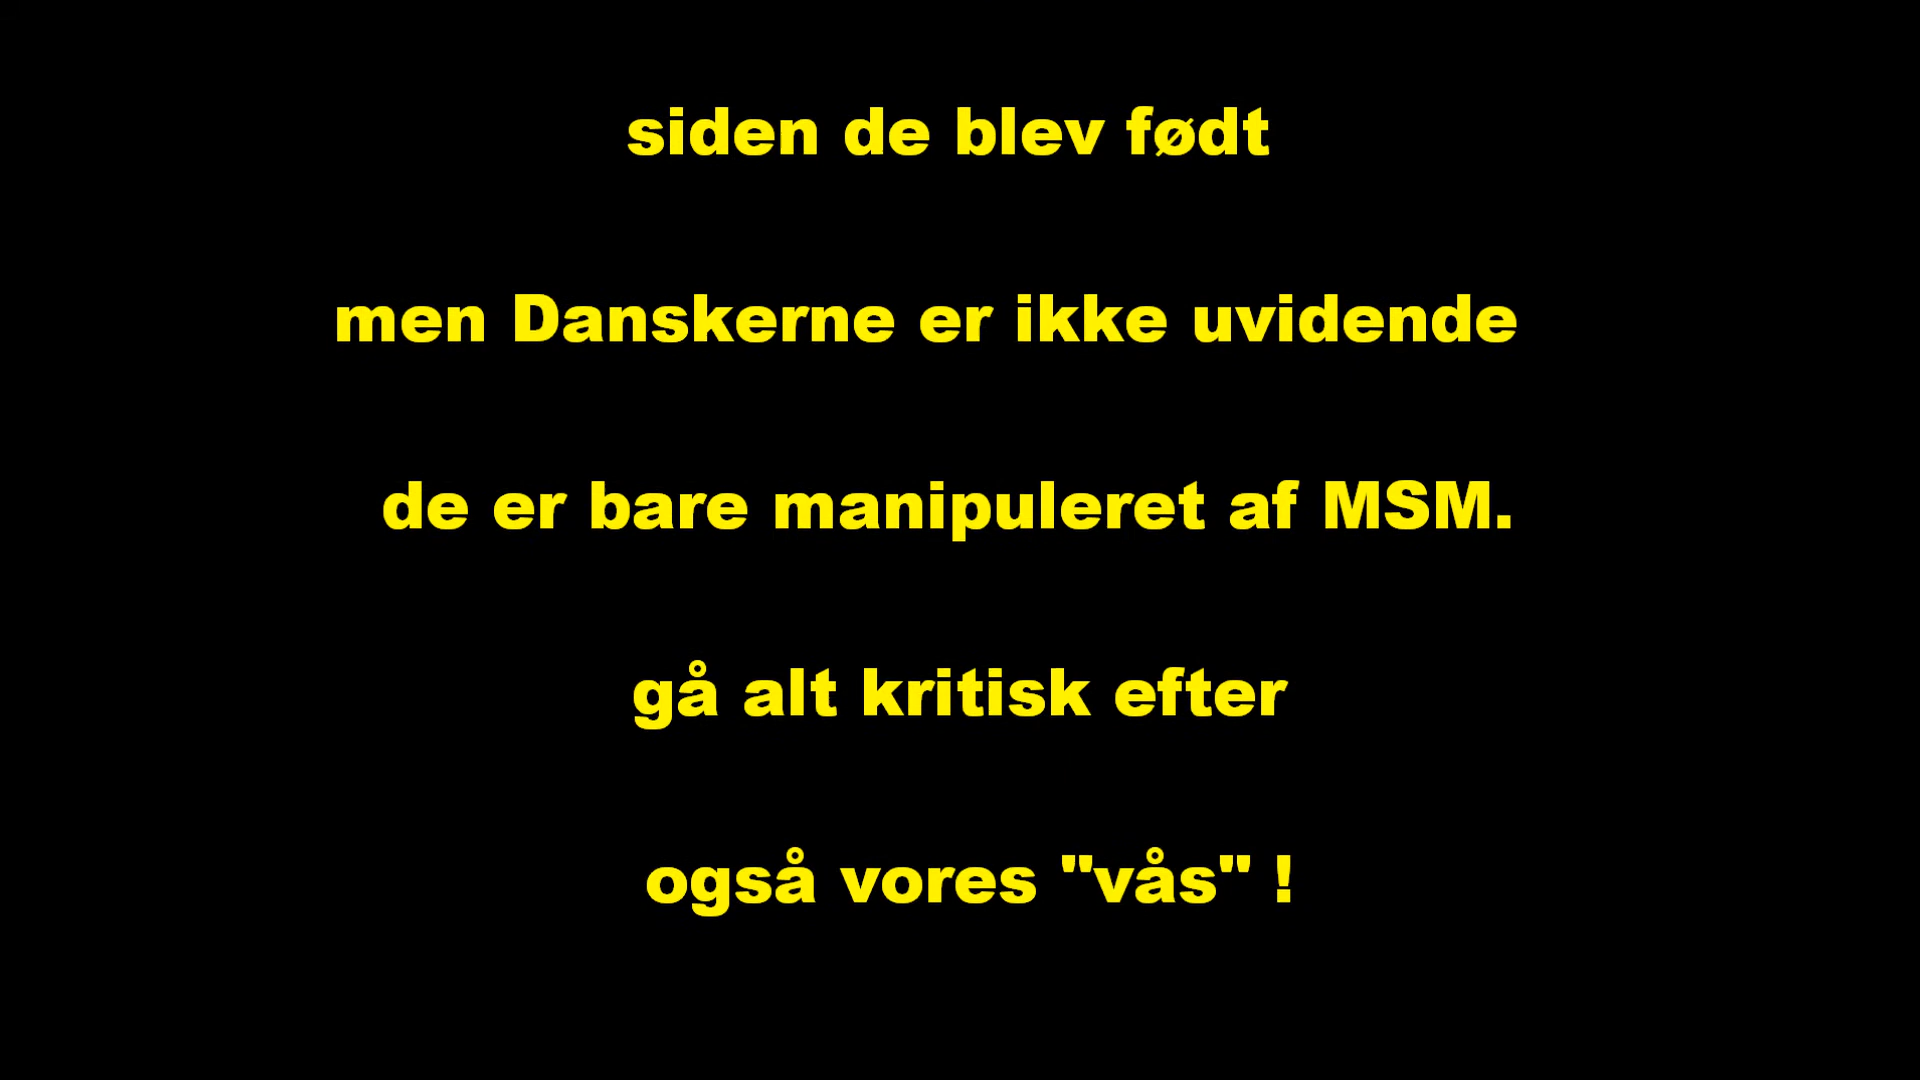 siden de blev født
men Danskerne er ikke uvidende
de er bare manipuleret af MSM.
gå alt kritisk efter
også vores "vås" !